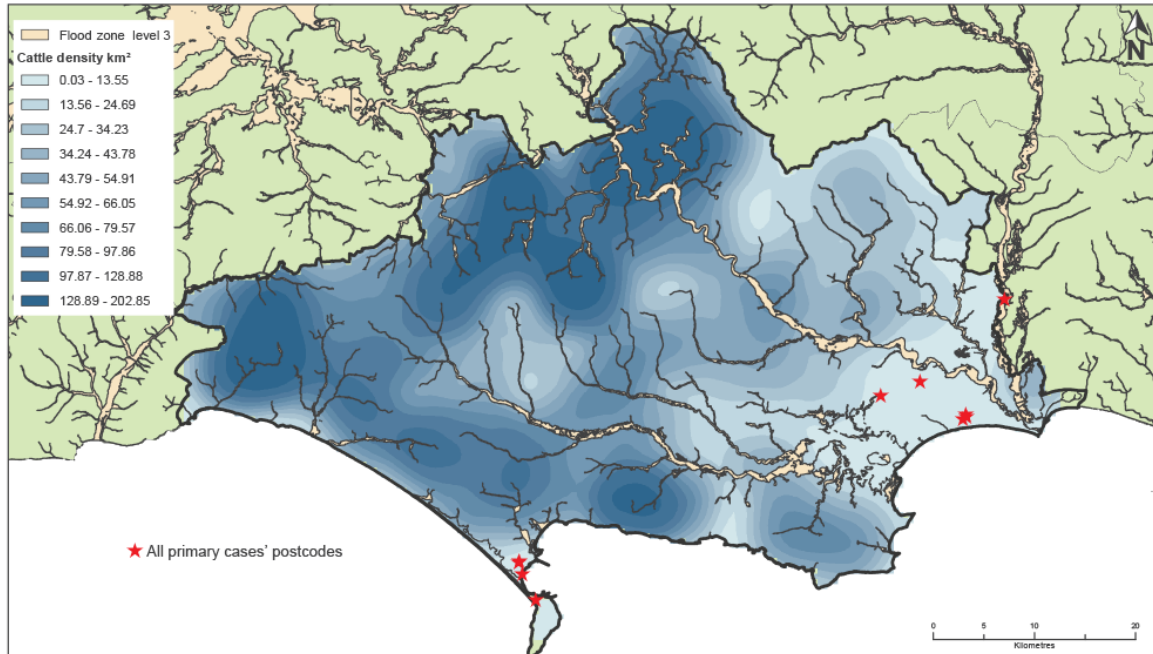 Flood zone level 3
Cattle density km²
0.03 - 13.55
13.56 - 24.69
24.7 - 34.23
34.24 - 43.78
43.79 - 54.91
54.92 - 66.05
66.06 - 79.57
79.58 - 97.86
97.87 - 128.88
128.89 - 202.85
N
All primary cases' postcodes
0 5 10 20
Kilometres